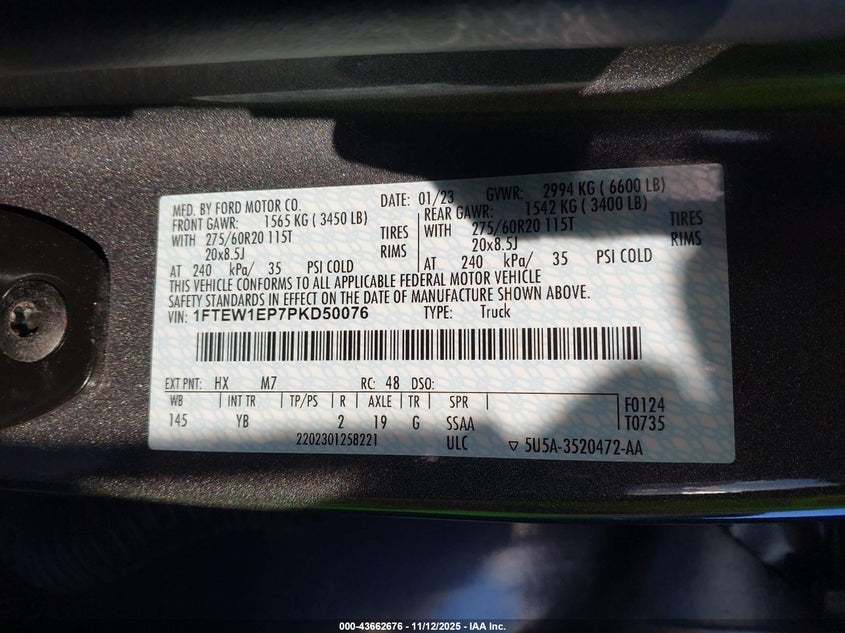 MFD. BY FORD MOTOR CO. DATE: 01/23 GVWR: 2994 KG ( 6600 LB)
FRONT GAWR: 1565 KG ( 3450 LB) REAR GAWR: 1542 KG ( 3400 LB)
WITH 275/60R20 115T TIRES WITH 275/60R20 115T TIRES
20x8.5J RIMS 20x8.5J RIMS
AT 240 kPa/ 35 PSI COLD AT 240 kPa/ 35 PSI COLD
THIS VEHICLE CONFORMS TO ALL APPLICABLE FEDERAL MOTOR VEHICLE
SAFETY STANDARDS IN EFFECT ON THE DATE OF MANUFACTURE SHOWN ABOVE.
VIN: 1FTEW1EP7PKD50076 TYPE: Truck
EXT PNT: HX M7 RC: 48 DSO:
WB INT TR TP/PS R AXLE TR SPR F0124
145 YB 2 19 G SSAA T0735
2202301258221 ULC ▽ 5U5A-3520472-AA
000-43662676 - 11/12/2025 - IAA Inc.